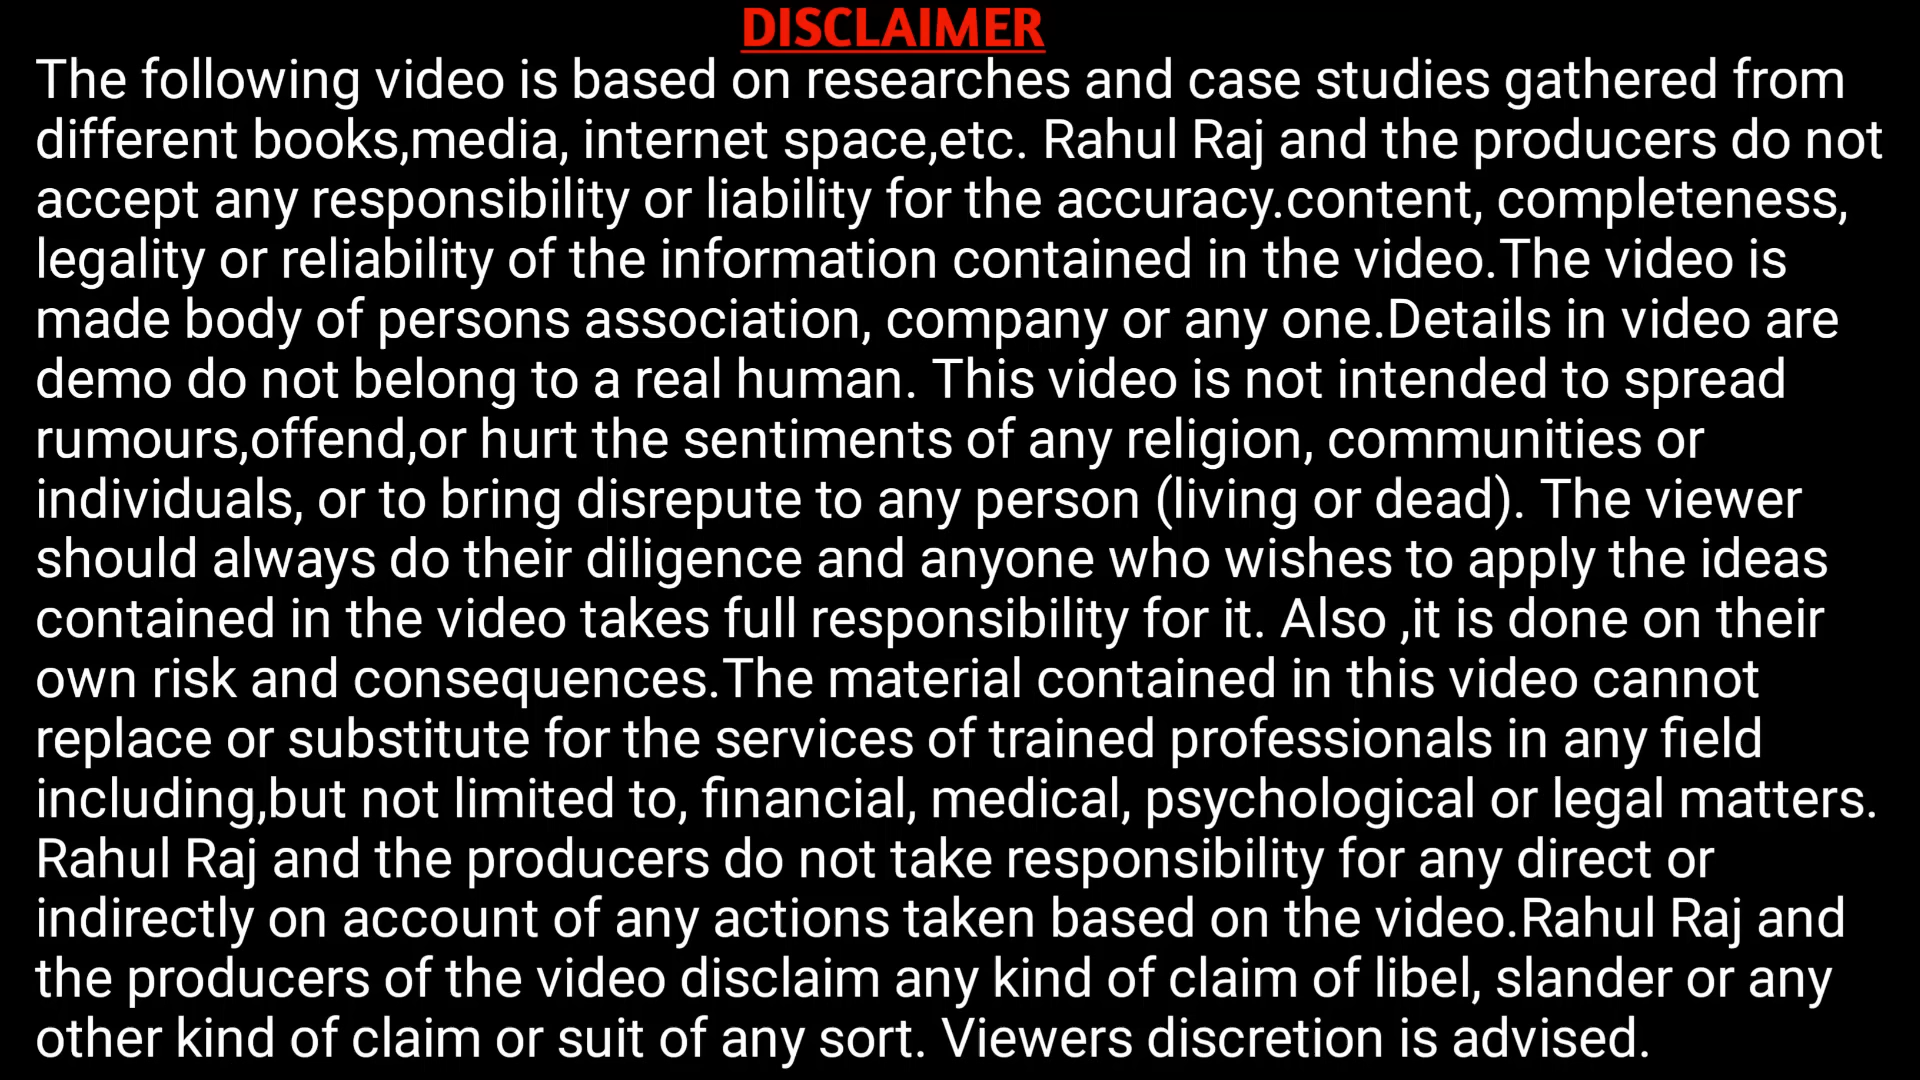 DISCLAIMER
The following video is based on researches and case studies gathered from
different books,media, internet space,etc. Rahul Raj and the producers do not
accept any responsibility or liability for the accuracy.content, completeness,
legality or reliability of the information contained in the video.The video is
made body of persons association, company or any one.Details in video are
demo do not belong to a real human. This video is not intended to spread
rumours,offend,or hurt the sentiments of any religion, communities or
individuals, or to bring disrepute to any person (living or dead). The viewer
should always do their diligence and anyone who wishes to apply the ideas
contained in the video takes full responsibility for it. Also ,it is done on their
own risk and consequences.The material contained in this video cannot
replace or substitute for the services of trained professionals in any field
including,but not limited to, financial, medical, psychological or legal matters.
Rahul Raj and the producers do not take responsibility for any direct or
indirectly on account of any actions taken based on the video.Rahul Raj and
the producers of the video disclaim any kind of claim of libel, slander or any
other kind of claim or suit of any sort. Viewers discretion is advised.